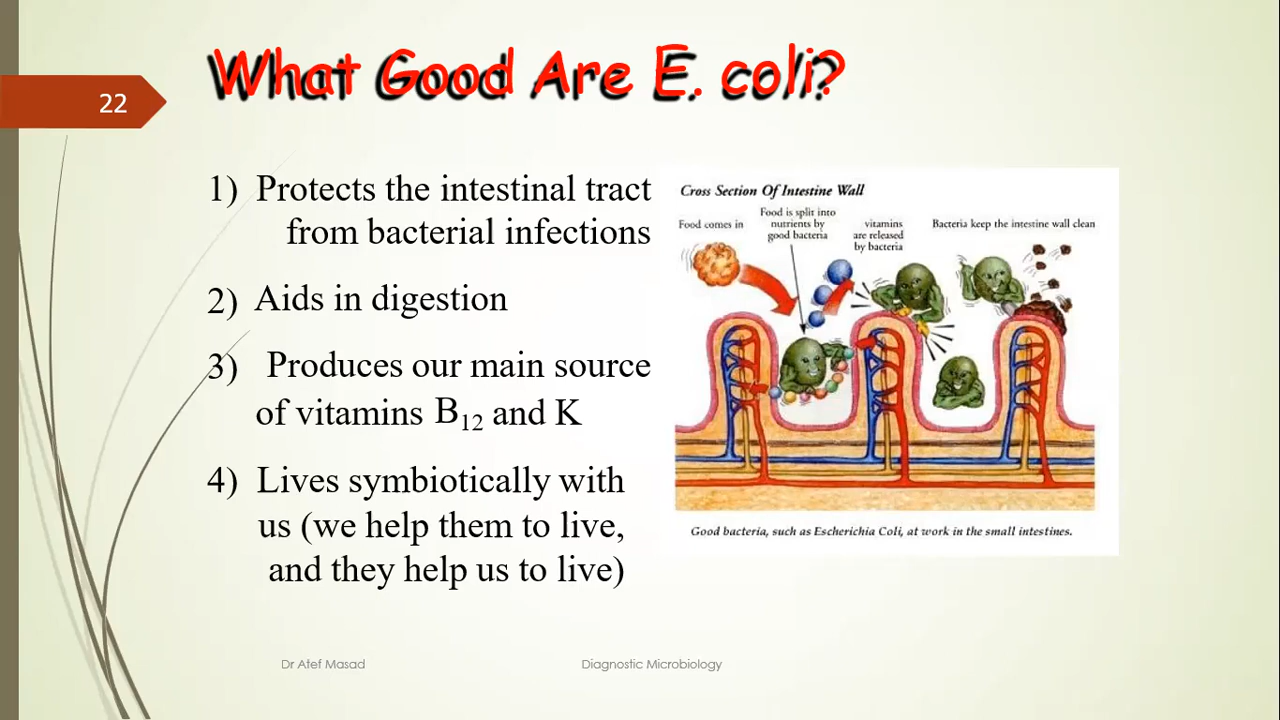 What Good Are E. coli?
22
1) Protects the intestinal tract
from bacterial infections
2) Aids in digestion
3) Produces our main source
of vitamins B₁₂ and K
4) Lives symbiotically with
us (we help them to live,
and they help us to live)
Cross Section Of Intestine Wall
Food comes in
Food is split into
nutrients by
good bacteria
vitamins
are released
by bacteria
Bacteria keep the intestine wall clean
Good bacteria, such as Escherichia Coli, at work in the small intestines.
Dr Atef Masad
Diagnostic Microbiology